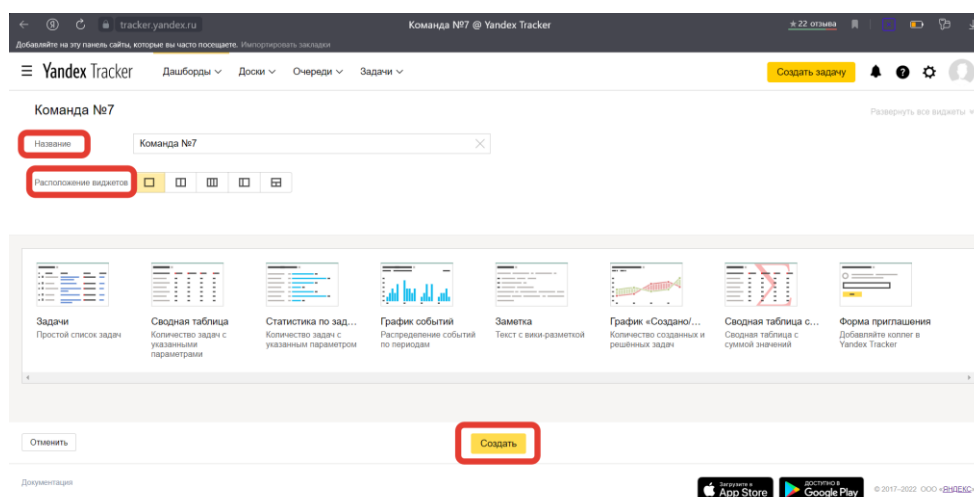 tracker.yandex.ru
Команда №7 @ Yandex Tracker
★ 22 отзыва
Добавляйте на эту панель сайты, которые вы часто посещаете. Импортировать закладки
Yandex Tracker
Дашборды
Доски
Очереди
Задачи
Создать задачу
Команда №7
Развернуть все виджеты
Название
Команда №7
Расположение виджетов
Задачи
Простой список задач
Сводная таблица
Количество задач с
указанными
параметрами
Статистика по зад...
Количество задач с
указанным параметром
График событий
Распределение событий
по периодам
Заметка
Текст с вики-разметкой
График «Создано/...
Количество созданных и
решённых задач
Сводная таблица с...
Сводная таблица с
суммой значений
Форма приглашения
Добавляйте коллег в
Yandex Tracker
Отменить
Создать
Документация
Загрузите в
App Store
ДОСТУПНО В
Google Play
© 2017–2022 ООО «ЯНДЕКС»